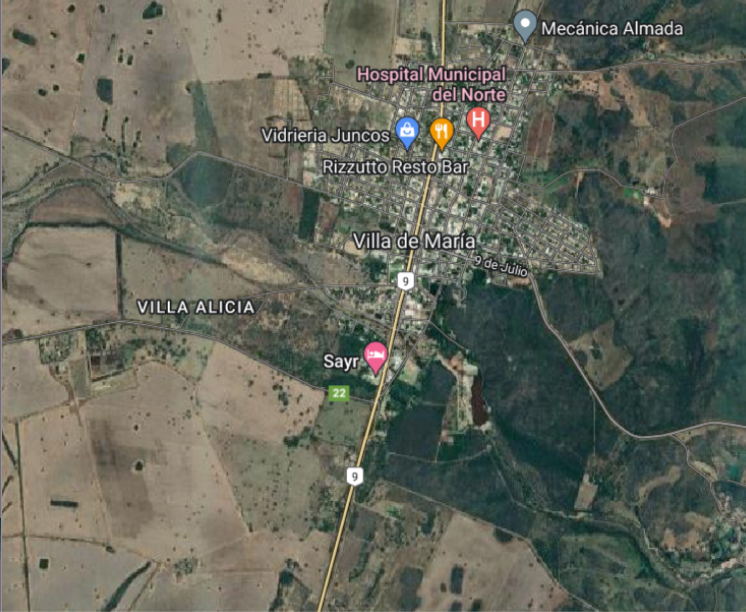 Mecánica Almada
Hospital Municipal
del Norte
H
Vidrieria Juncos
Rizzutto Resto Bar
Villa de María
9 de Julio
9
VILLA ALICIA
Sayr
22
9